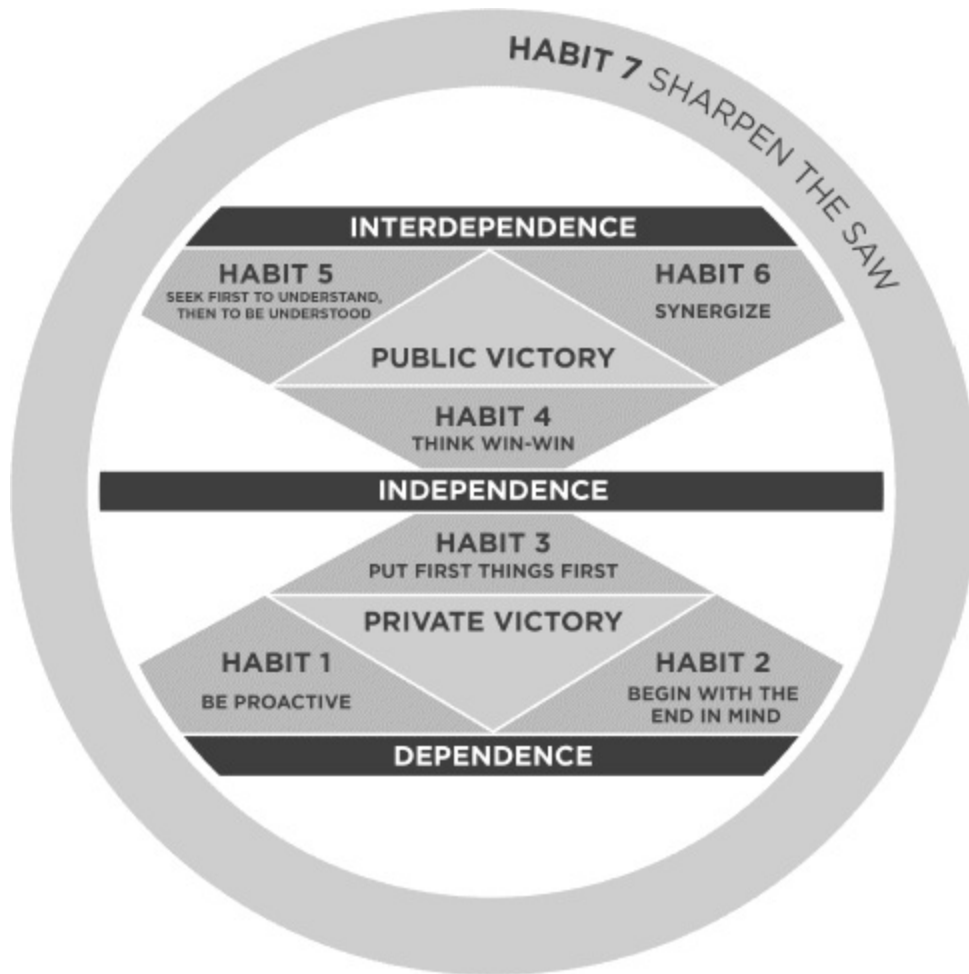 HABIT 7 SHARPEN THE SAW
INTERDEPENDENCE
HABIT 5
SEEK FIRST TO UNDERSTAND,
THEN TO BE UNDERSTOOD
HABIT 6
SYNERGIZE
PUBLIC VICTORY
HABIT 4
THINK WIN-WIN
INDEPENDENCE
HABIT 3
PUT FIRST THINGS FIRST
PRIVATE VICTORY
HABIT 1
BE PROACTIVE
HABIT 2
BEGIN WITH THE
END IN MIND
DEPENDENCE